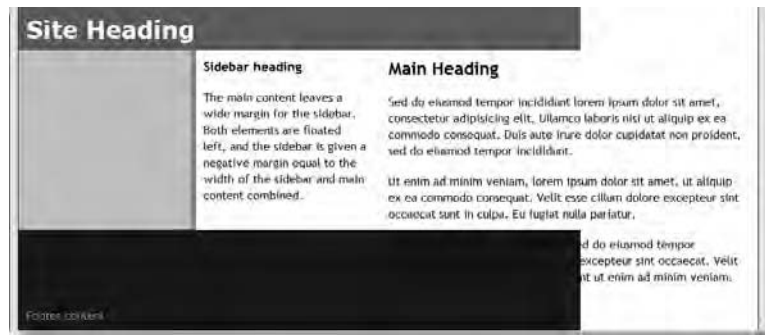 Site Heading
Sidebar heading
The main content leaves a
wide margin for the sidebar.
Both elements are floated
left, and the sidebar is given a
negative margin equal to the
width of the sidebar and main
content combined.
Main Heading
Sed do eiusmod tempor incididunt lorem ipsum dolor sit amet,
consectetur adipisicing elit. Ullamco laboris nisi ut aliquip ex ea
commodo consequat. Duis aute irure dolor cupidatat non proident,
sed do eiusmod tempor incididunt.
Ut enim ad minim veniam, lorem ipsum dolor sit amet, ut aliquip
ex ea commodo consequat. Velit esse cillum dolore excepteur sint
occaecat sunt in culpa. Eu fugiat nulla pariatur.
do eiusmod tempor
excepteur sint occaecat. Velit
ut enim ad minim veniam.
Footer content